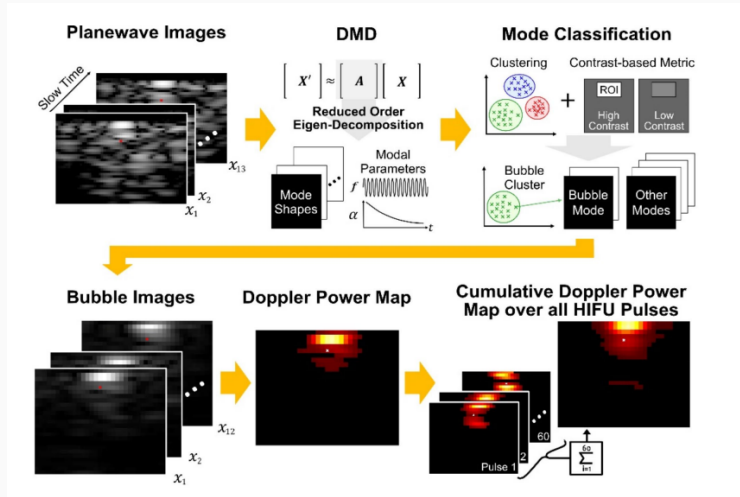 Planewave Images
Slow Time
x₁
x₂
x₁₃
DMD
[ X′ ] ≈ [ A ] [ X ]
Reduced Order
Eigen-Decomposition
Mode
Shapes
Modal
Parameters
f
α
t
Mode Classification
Clustering
Contrast-based Metric
+
ROI
High
Contrast
Low
Contrast
Bubble
Cluster
Bubble
Mode
Other
Modes
Bubble Images
x₁
x₂
x₁₂
Doppler Power Map
Cumulative Doppler Power
Map over all HIFU Pulses
Pulse 1
2
60
60
Σ
i=1